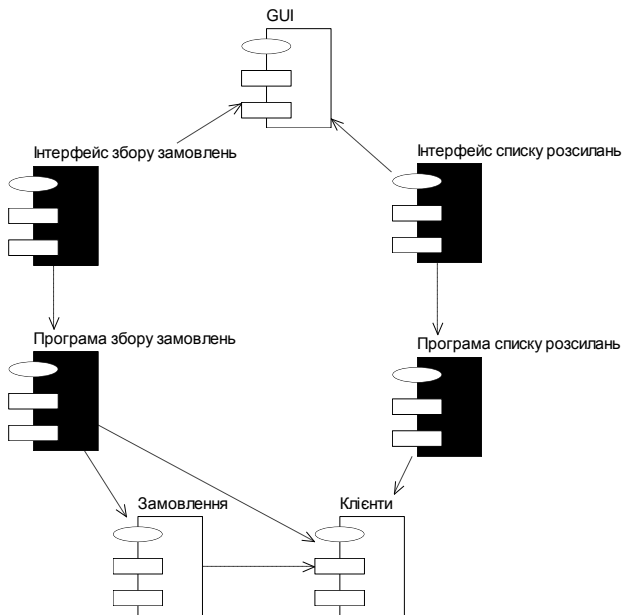 GUI
Інтерфейс збору замовлень
Інтерфейс списку розсилань
Програма збору замовлень
Програма списку розсилань
Замовлення
Клієнти